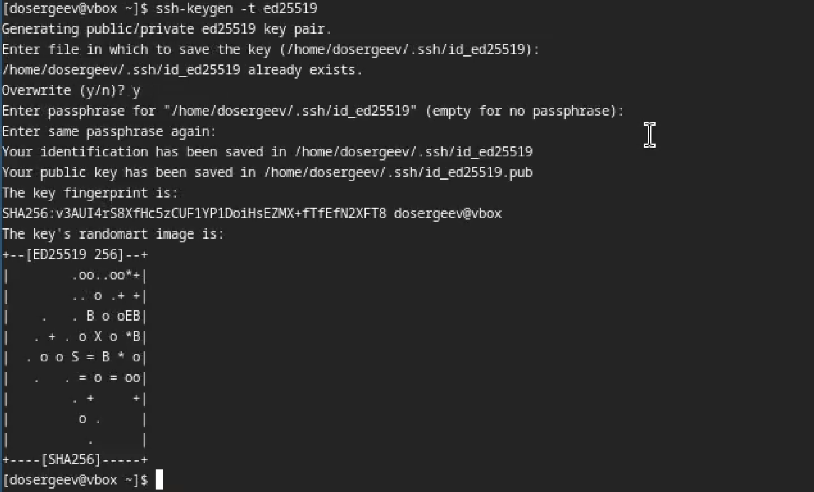 [dosergeev@vbox ~]$ ssh-keygen -t ed25519
Generating public/private ed25519 key pair.
Enter file in which to save the key (/home/dosergeev/.ssh/id_ed25519):
/home/dosergeev/.ssh/id_ed25519 already exists.
Overwrite (y/n)? y
Enter passphrase for "/home/dosergeev/.ssh/id_ed25519" (empty for no passphrase):
Enter same passphrase again:
Your identification has been saved in /home/dosergeev/.ssh/id_ed25519
Your public key has been saved in /home/dosergeev/.ssh/id_ed25519.pub
The key fingerprint is:
SHA256:v3AUI4rS8XfHc5zCUF1YP1DoiHsEZMX+fTfEfN2XFT8 dosergeev@vbox
The key's randomart image is:
+--[ED25519 256]--+
|        .oo..oo*+|
|        .. o .+ +|
|    .   . B o oEB|
|   . + . o X o *B|
|  . o o S = B * o|
|   .   . = o = oo|
|        . +     +|
|         o .     |
|          .      |
+----[SHA256]-----+
[dosergeev@vbox ~]$